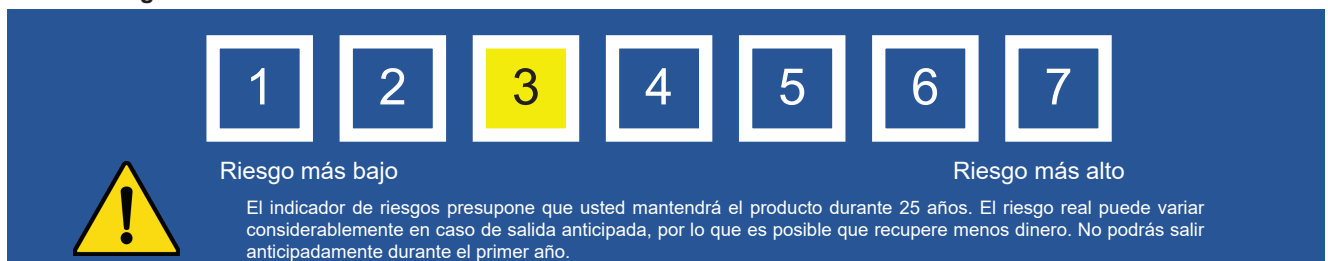 1 2 3 4 5 6 7
Riesgo más bajo Riesgo más alto
El indicador de riesgos presupone que usted mantendrá el producto durante 25 años. El riesgo real puede variar
considerablemente en caso de salida anticipada, por lo que es posible que recupere menos dinero. No podrás salir
anticipadamente durante el primer año.